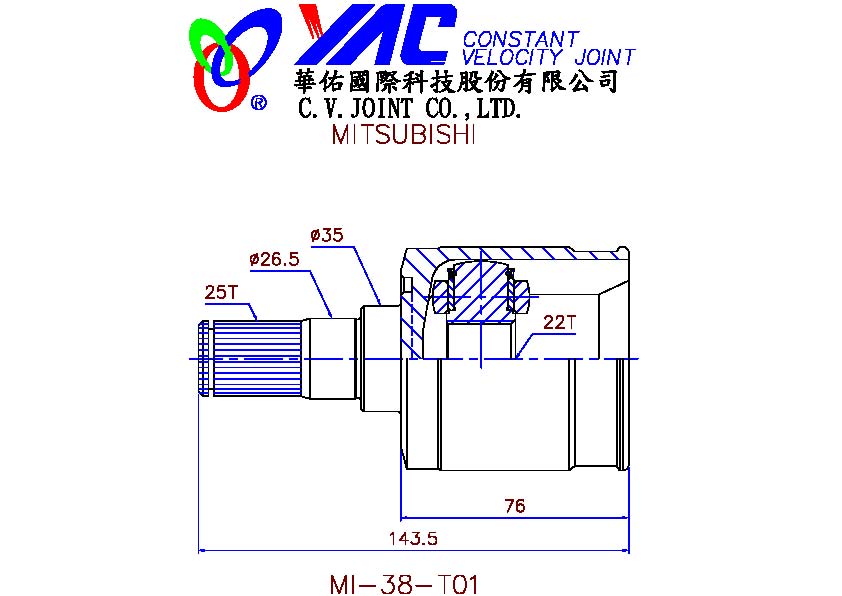 YAC CONSTANT
VELOCITY JOINT
®
華佑國際科技股份有限公司
C.V.JOINT CO.,LTD.
MITSUBISHI
ø35
ø26.5
25T
22T
76
143.5
MI-38-T01